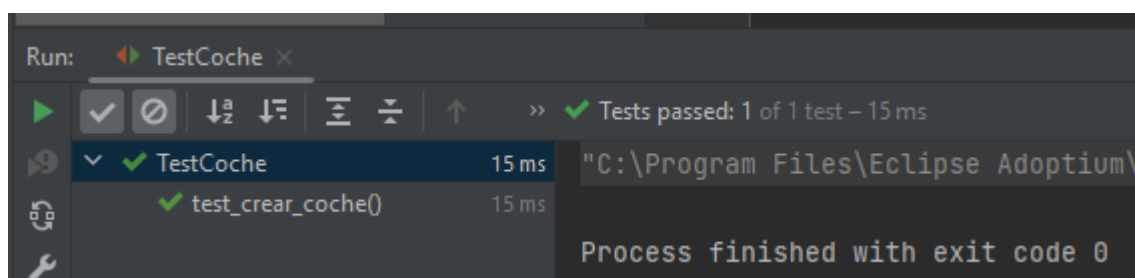 Run: TestCoche
Tests passed: 1 of 1 test – 15 ms
TestCoche 15 ms
test_crear_coche() 15 ms
"C:\Program Files\Eclipse Adoptium\
Process finished with exit code 0